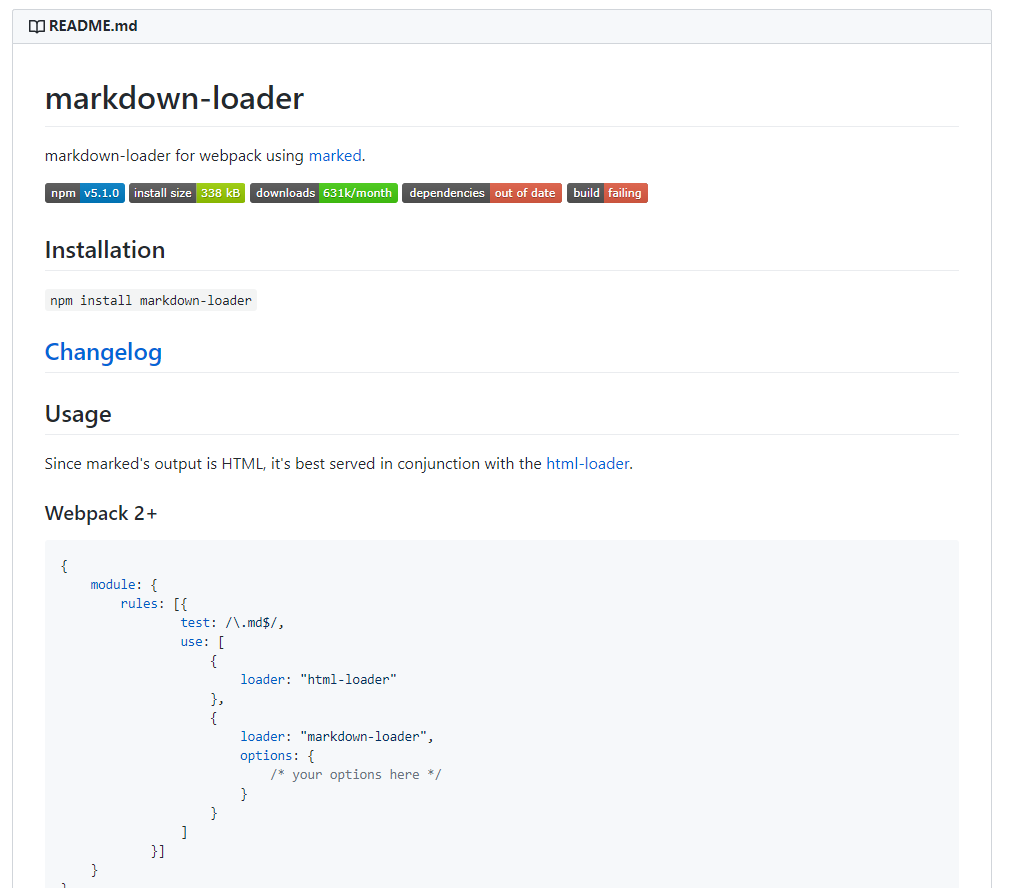 README.md
markdown-loader
markdown-loader for webpack using marked.
npm v5.1.0 install size 338 kB downloads 631k/month dependencies out of date build failing
Installation
npm install markdown-loader
Changelog
Usage
Since marked's output is HTML, it's best served in conjunction with the html-loader.
Webpack 2+
{
    module: {
        rules: [{
                test: /\.md$/,
                use: [
                    {
                        loader: "html-loader"
                    },
                    {
                        loader: "markdown-loader",
                        options: {
                            /* your options here */
                        }
                    }
                ]
            }]
    }
}